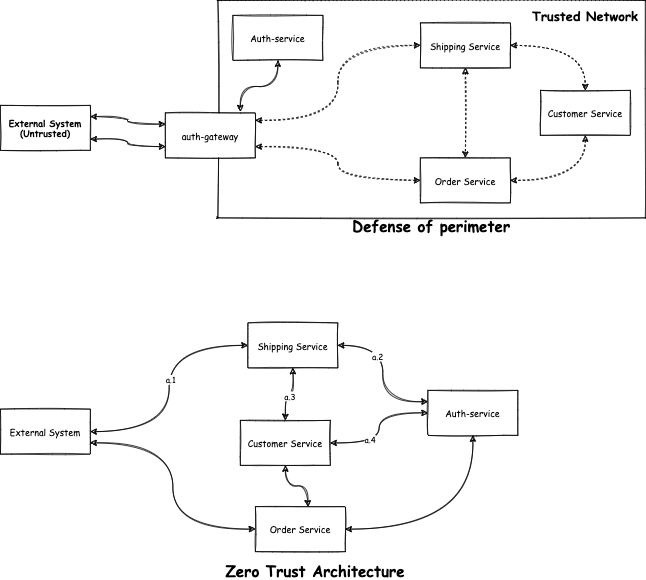 Trusted Network
Auth-service
Shipping Service
External System
(Untrusted)
auth-gateway
Customer Service
Order Service
Defense of perimeter
Shipping Service
a.1
a.2
a.3
Auth-service
External System
Customer Service
a.4
Order Service
Zero Trust Architecture